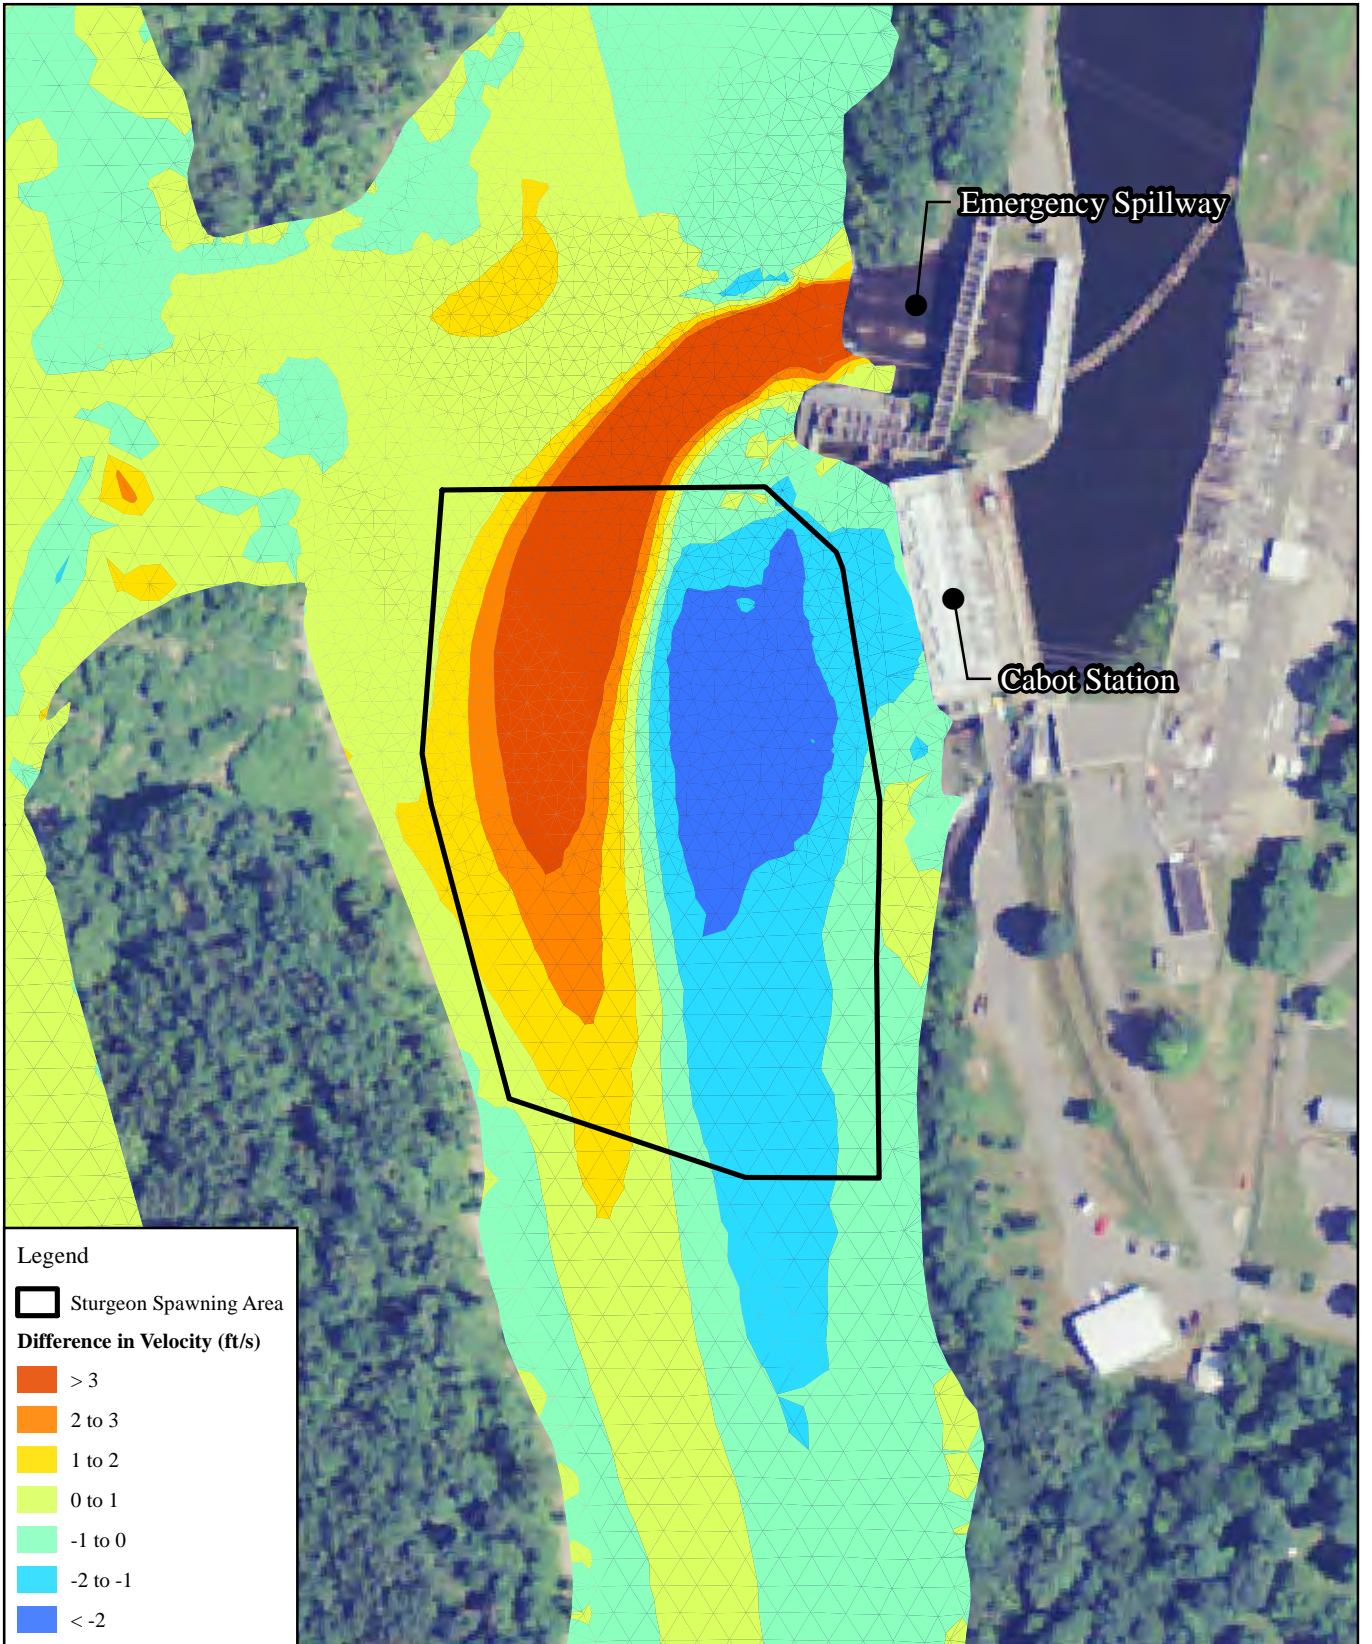 Emergency Spillway
Cabot Station
Legend
Sturgeon Spawning Area
Difference in Velocity (ft/s)
> 3
2 to 3
1 to 2
0 to 1
-1 to 0
-2 to -1
< -2